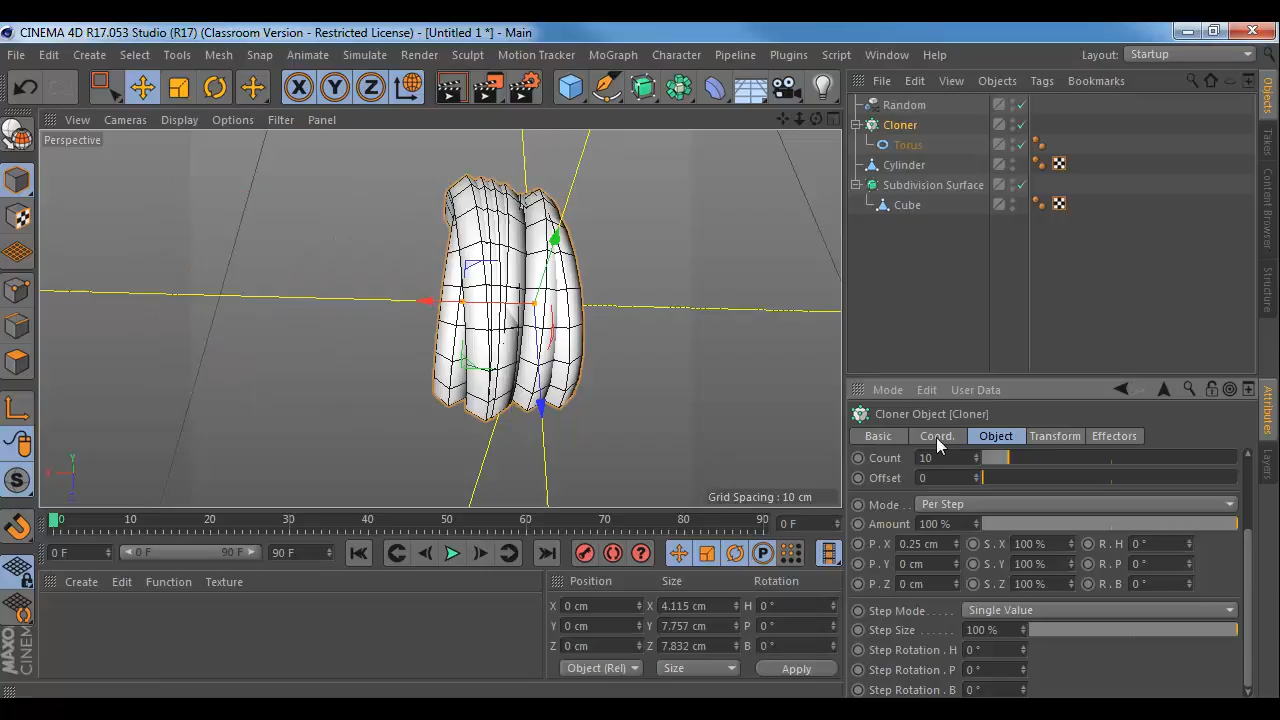 CINEMA 4D R17.053 Studio (R17) (Classroom Version - Restricted License) - [Untitled 1 *] - Main
File Edit Create Select Tools Mesh Snap Animate Simulate Render Sculpt Motion Tracker MoGraph Character Pipeline Plugins Script Window Help Layout: Startup
File Edit View Objects Tags Bookmarks
View Cameras Display Options Filter Panel
Perspective
Random
Cloner
Torus
Cylinder
Subdivision Surface
Cube
Objects
Takes
Content Browser
Structure
X Y Z
Y
X
Grid Spacing : 10 cm
Mode Edit User Data
Cloner Object [Cloner]
Basic Coord. Object Transform Effectors
Count 10
Offset 0
Mode . . Per Step
Amount 100 %
P . X 0.25 cm S . X 100 % R . H 0 °
P . Y 0 cm S . Y 100 % R . P 0 °
P . Z 0 cm S . Z 100 % R . B 0 °
Step Mode . . . . . Single Value
Step Size . . . . . . 100 %
Step Rotation . H 0 °
Step Rotation . P 0 °
Step Rotation . B 0 °
Attributes
Layers
0 10 20 30 40 50 60 70 80 90 0 F
0 F 0 F 90 F 90 F
Create Edit Function Texture
Position Size Rotation
X 0 cm X 4.115 cm H 0 °
Y 0 cm Y 7.757 cm P 0 °
Z 0 cm Z 7.832 cm B 0 °
Object (Rel) Size Apply